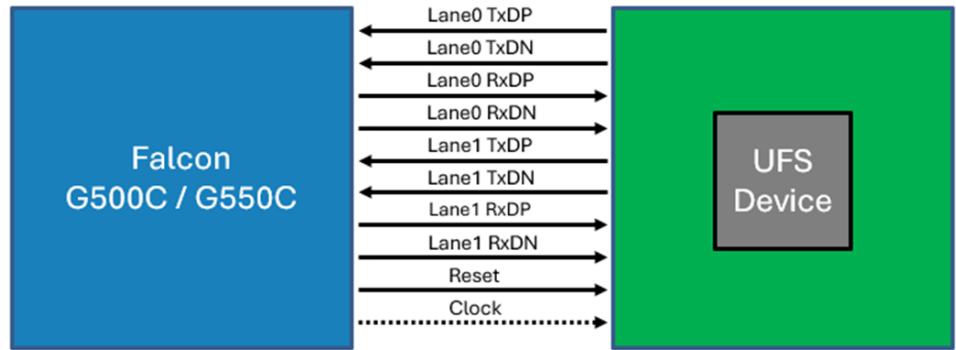 Falcon
G500C / G550C
Lane0 TxDP
Lane0 TxDN
Lane0 RxDP
Lane0 RxDN
Lane1 TxDP
Lane1 TxDN
Lane1 RxDP
Lane1 RxDN
Reset
Clock
UFS
Device